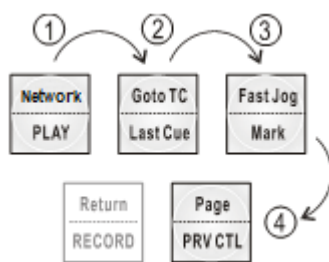 ① ② ③
Network Goto TC Fast Jog
PLAY Last Cue Mark
Return Page ④
RECORD PRV CTL